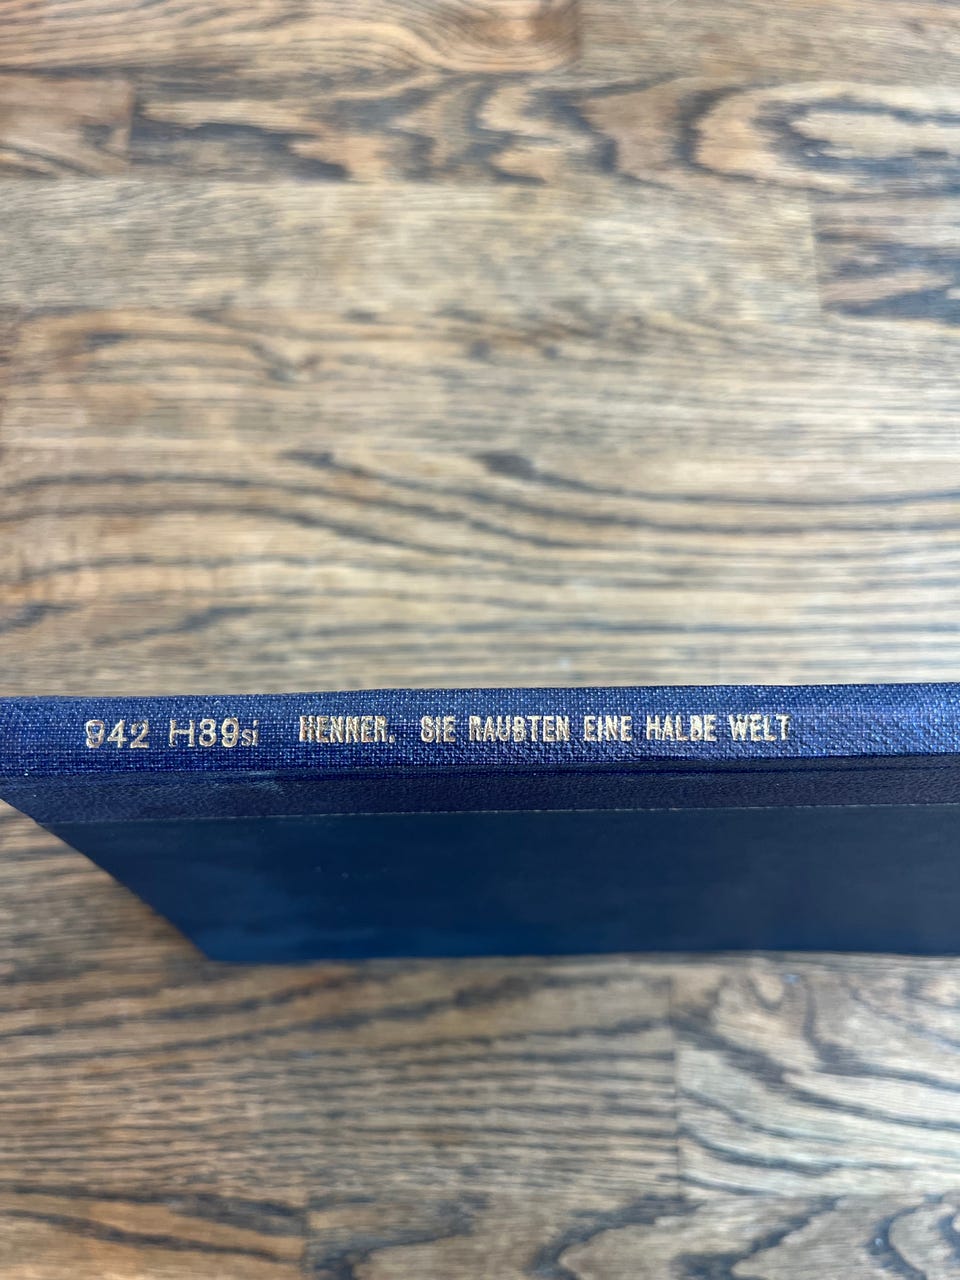 942 H89si HENNER. SIE RAUBTEN EINE HALBE WELT